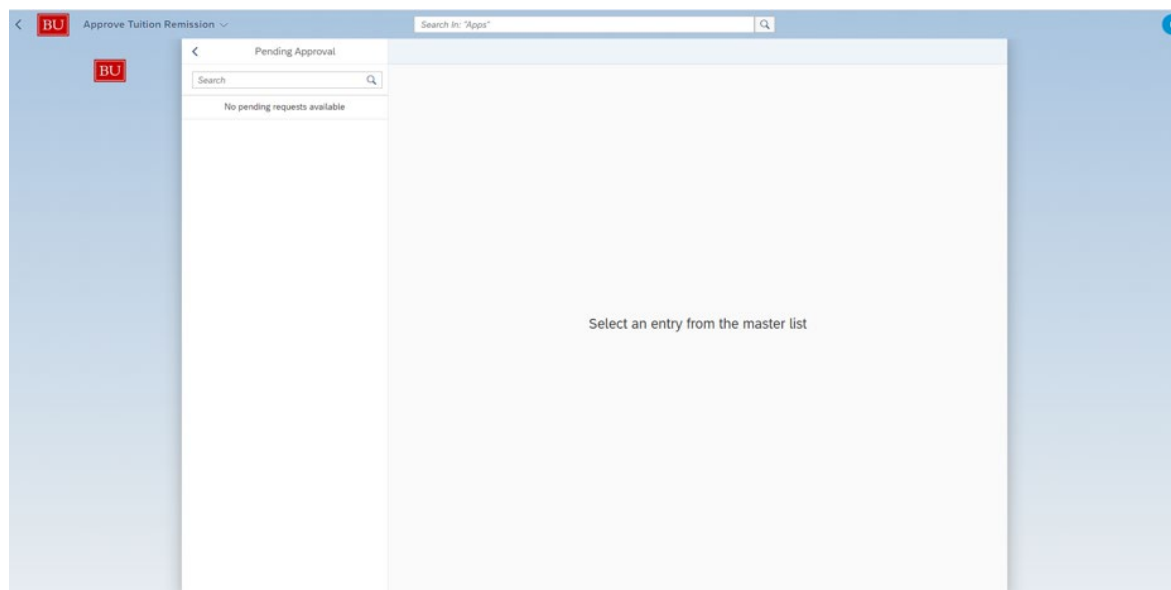 BU Approve Tuition Remission
Search In: "Apps"
BU
Pending Approval
Search
No pending requests available
Select an entry from the master list